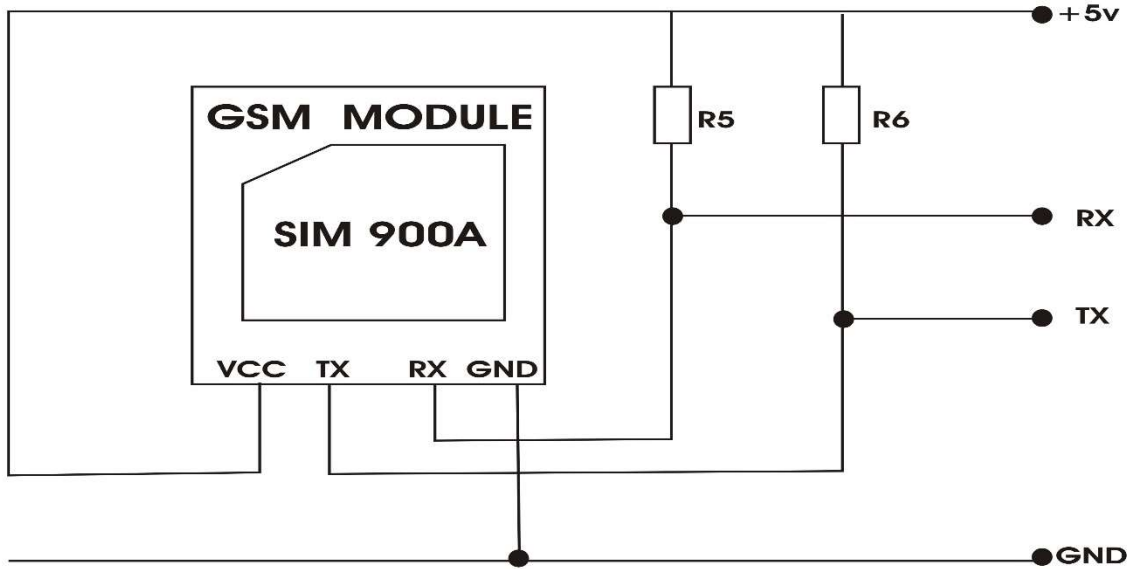 +5v
GSM MODULE
R5
R6
SIM 900A
RX
TX
VCC TX RX GND
GND